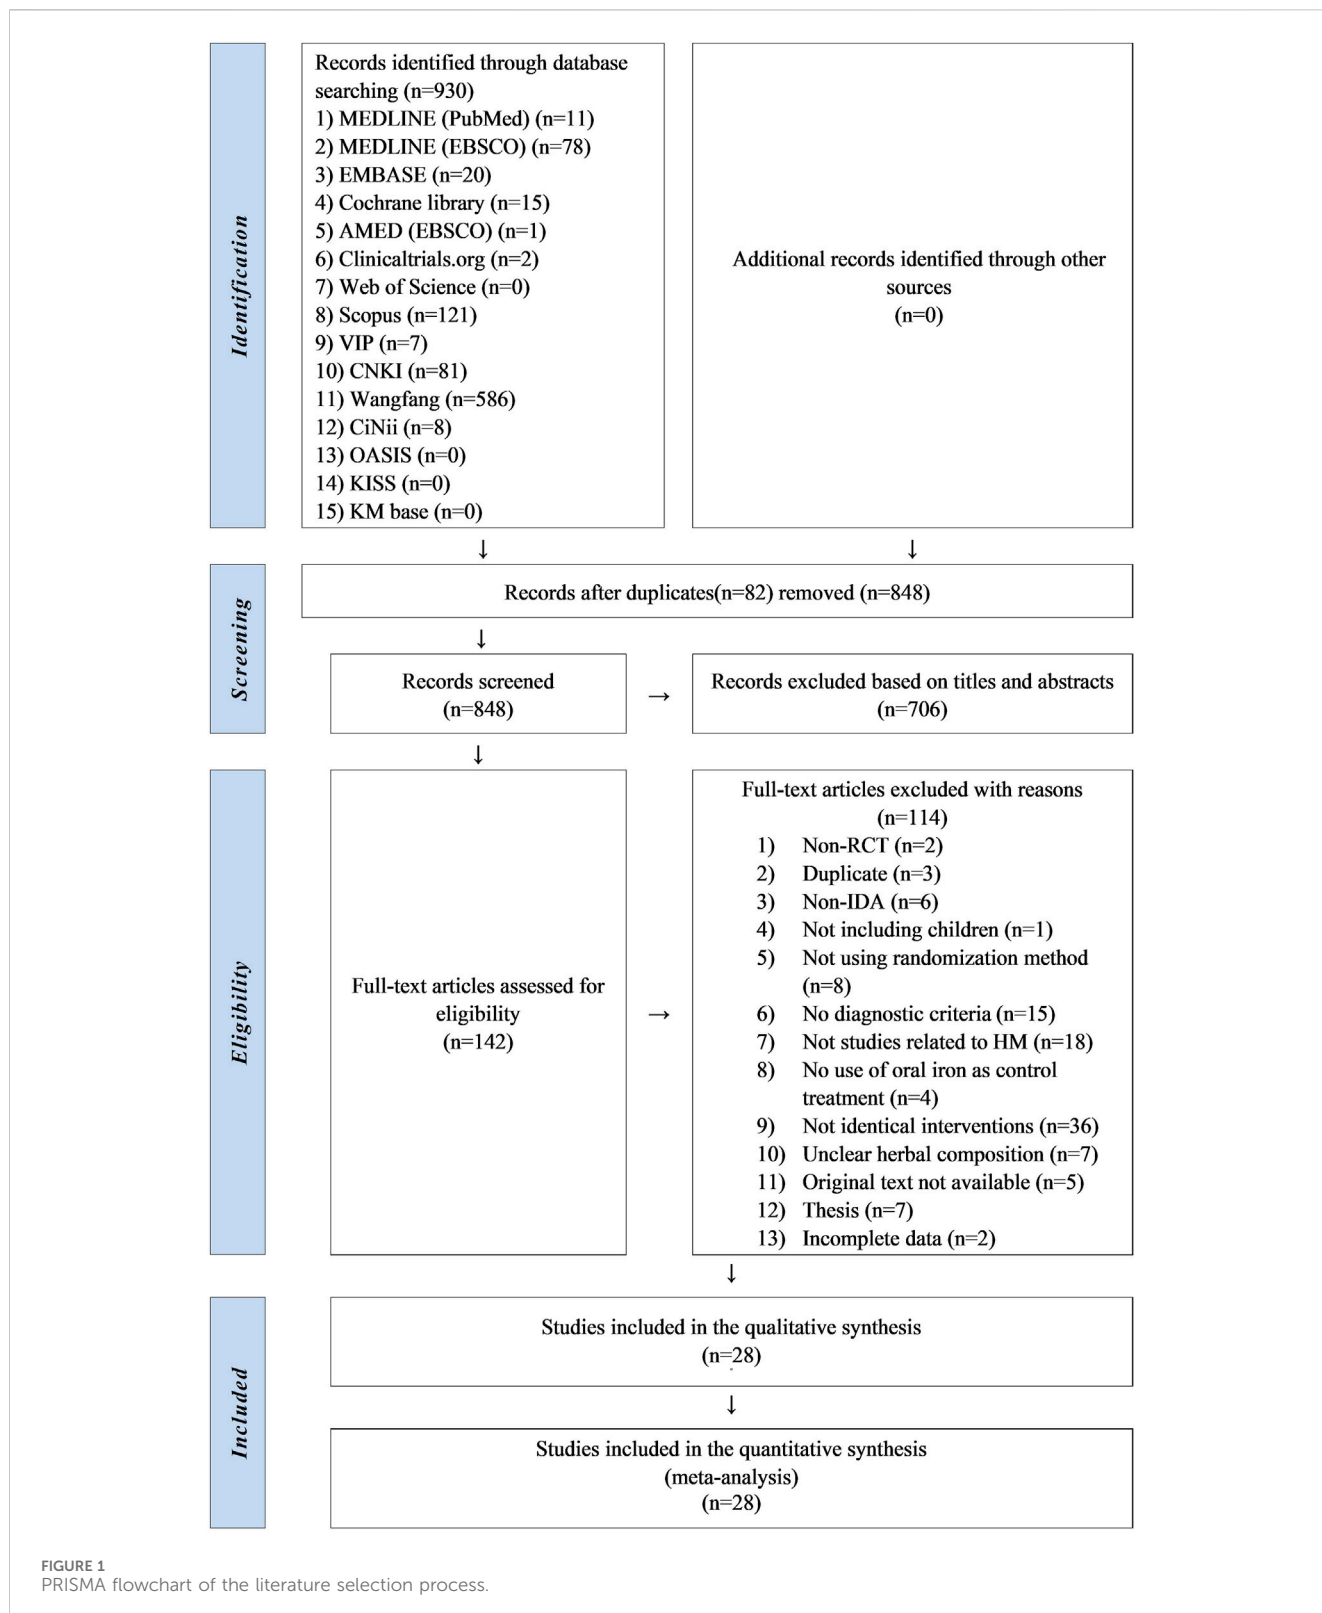 Identification
Records identified through database
searching (n=930)
1) MEDLINE (PubMed) (n=11)
2) MEDLINE (EBSCO) (n=78)
3) EMBASE (n=20)
4) Cochrane library (n=15)
5) AMED (EBSCO) (n=1)
6) Clinicaltrials.org (n=2)
7) Web of Science (n=0)
8) Scopus (n=121)
9) VIP (n=7)
10) CNKI (n=81)
11) Wangfang (n=586)
12) CiNii (n=8)
13) OASIS (n=0)
14) KISS (n=0)
15) KM base (n=0)
Additional records identified through other
sources
(n=0)
↓ ↓
Screening
Records after duplicates(n=82) removed (n=848)
↓
Records screened
(n=848)
→
Records excluded based on titles and abstracts
(n=706)
↓
Eligibility
Full-text articles assessed for
eligibility
(n=142)
→
Full-text articles excluded with reasons
(n=114)
1) Non-RCT (n=2)
2) Duplicate (n=3)
3) Non-IDA (n=6)
4) Not including children (n=1)
5) Not using randomization method
(n=8)
6) No diagnostic criteria (n=15)
7) Not studies related to HM (n=18)
8) No use of oral iron as control
treatment (n=4)
9) Not identical interventions (n=36)
10) Unclear herbal composition (n=7)
11) Original text not available (n=5)
12) Thesis (n=7)
13) Incomplete data (n=2)
↓
Included
Studies included in the qualitative synthesis
(n=28)
↓
Studies included in the quantitative synthesis
(meta-analysis)
(n=28)
FIGURE 1
PRISMA flowchart of the literature selection process.